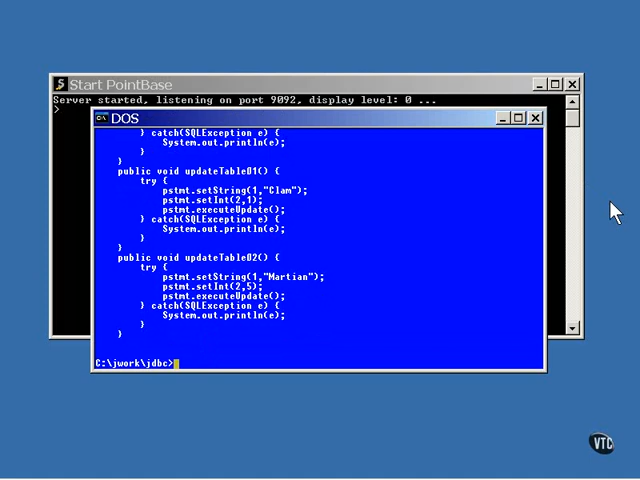 Start PointBase
Server started, listening on port 9092, display level: 0 ...
>
DOS
} catch(SQLException e) {
System.out.println(e);
}
}
public void updateTable01() {
try {
pstmt.setString(1,"Clam");
pstmt.setInt(2,1);
pstmt.executeUpdate();
} catch(SQLException e) {
System.out.println(e);
}
}
public void updateTable02() {
try {
pstmt.setString(1,"Martian");
pstmt.setInt(2,5);
pstmt.executeUpdate();
} catch(SQLException e) {
System.out.println(e);
}
}
C:\jwork\jdbc>
VTC